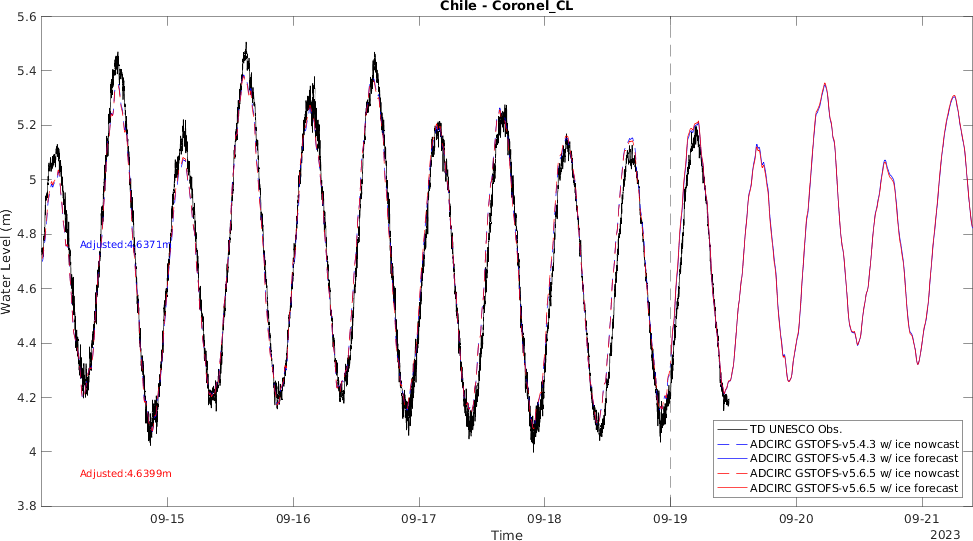 Chile - Coronel_CL
5.6
5.4
5.2
5
4.8
4.6
4.4
4.2
4
3.8
Water Level (m)
Adjusted:4.6371m
Adjusted:4.6399m
TD UNESCO Obs.
ADCIRC GSTOFS-v5.4.3 w/ ice nowcast
ADCIRC GSTOFS-v5.4.3 w/ ice forecast
ADCIRC GSTOFS-v5.6.5 w/ ice nowcast
ADCIRC GSTOFS-v5.6.5 w/ ice forecast
09-15 09-16 09-17 09-18 09-19 09-20 09-21
Time
2023